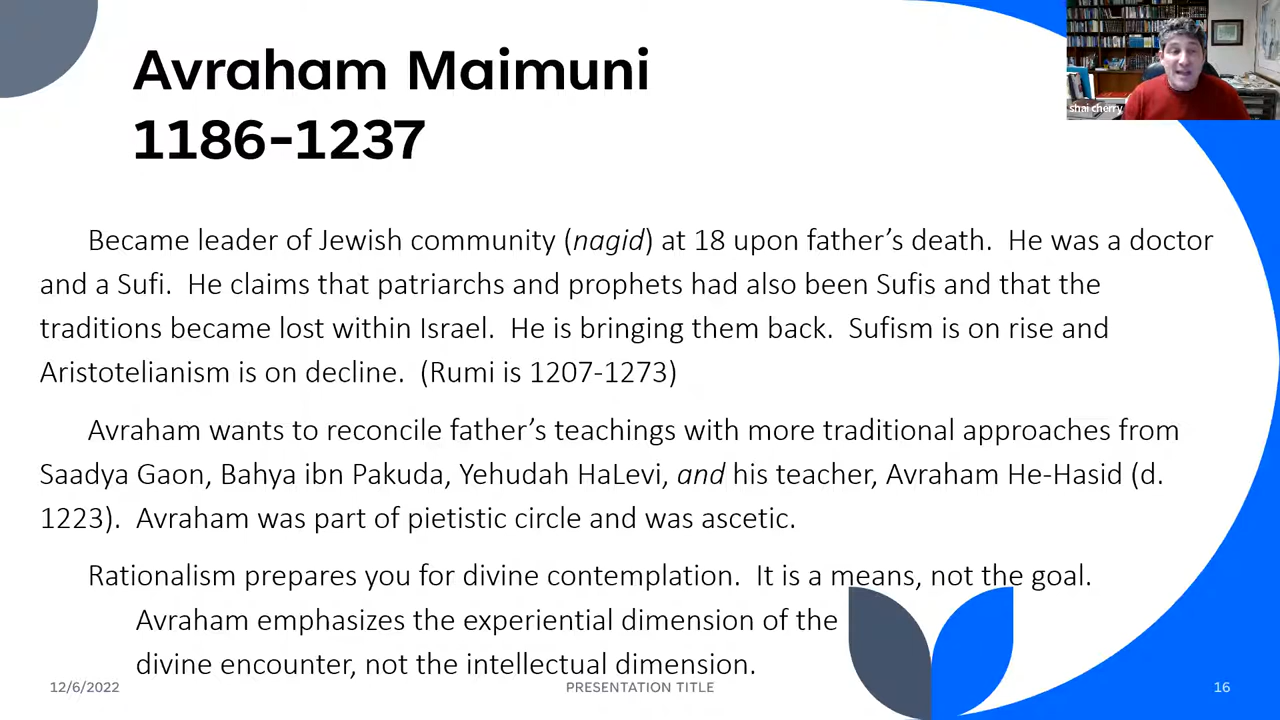 Avraham Maimuni
1186-1237
shai cherry
Became leader of Jewish community (nagid) at 18 upon father’s death.  He was a doctor
and a Sufi.  He claims that patriarchs and prophets had also been Sufis and that the
traditions became lost within Israel.  He is bringing them back.  Sufism is on rise and
Aristotelianism is on decline.  (Rumi is 1207-1273)
Avraham wants to reconcile father’s teachings with more traditional approaches from
Saadya Gaon, Bahya ibn Pakuda, Yehudah HaLevi, and his teacher, Avraham He-Hasid (d.
1223).  Avraham was part of pietistic circle and was ascetic.
Rationalism prepares you for divine contemplation.  It is a means, not the goal.
Avraham emphasizes the experiential dimension of the
divine encounter, not the intellectual dimension.
12/6/2022
PRESENTATION TITLE
16